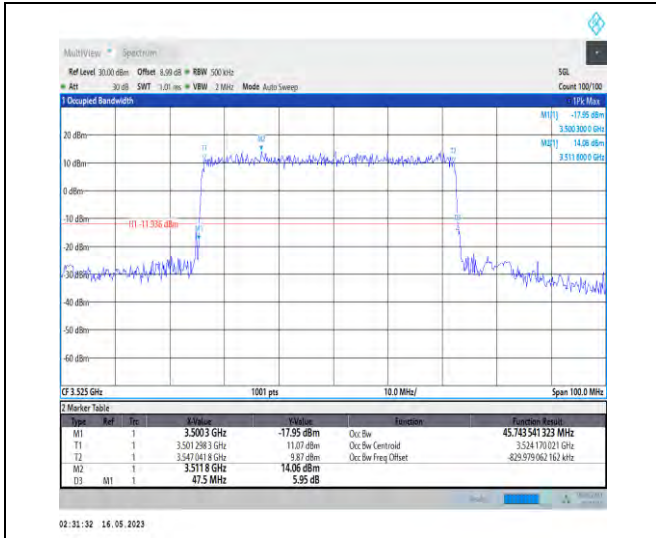 MultiView Spectrum
Ref Level 30.00 dBm Offset 8.99 dB RBW 500 kHz SGL
Att 30 dB SWT 1.01 ms VBW 2 MHz Mode Auto Sweep Count 100/100
1 Occupied Bandwidth 1Pk Max
M1[1] -17.95 dBm
3.500 300 0 GHz
20 dBm
M2[1] 14.06 dBm
M2
T1
T2
3.511 800 0 GHz
10 dBm
0 dBm
-10 dBm
H1 -11.936 dBm
M1
-20 dBm
-30 dBm
-40 dBm
-50 dBm
-60 dBm
CF 3.525 GHz 1001 pts 10.0 MHz/ Span 100.0 MHz
2 Marker Table
Type Ref Trc X-Value Y-Value Function Function Result
M1 1 3.500 3 GHz -17.95 dBm Occ Bw 45.743 541 323 MHz
T1 1 3.501 298 3 GHz 11.07 dBm Occ Bw Centroid 3.524 170 021 GHz
T2 1 3.547 041 8 GHz 9.87 dBm Occ Bw Freq Offset -829.979 062 162 kHz
M2 1 3.511 8 GHz 14.06 dBm
D3 M1 1 47.5 MHz 5.95 dB
02:31:32 16.05.2023